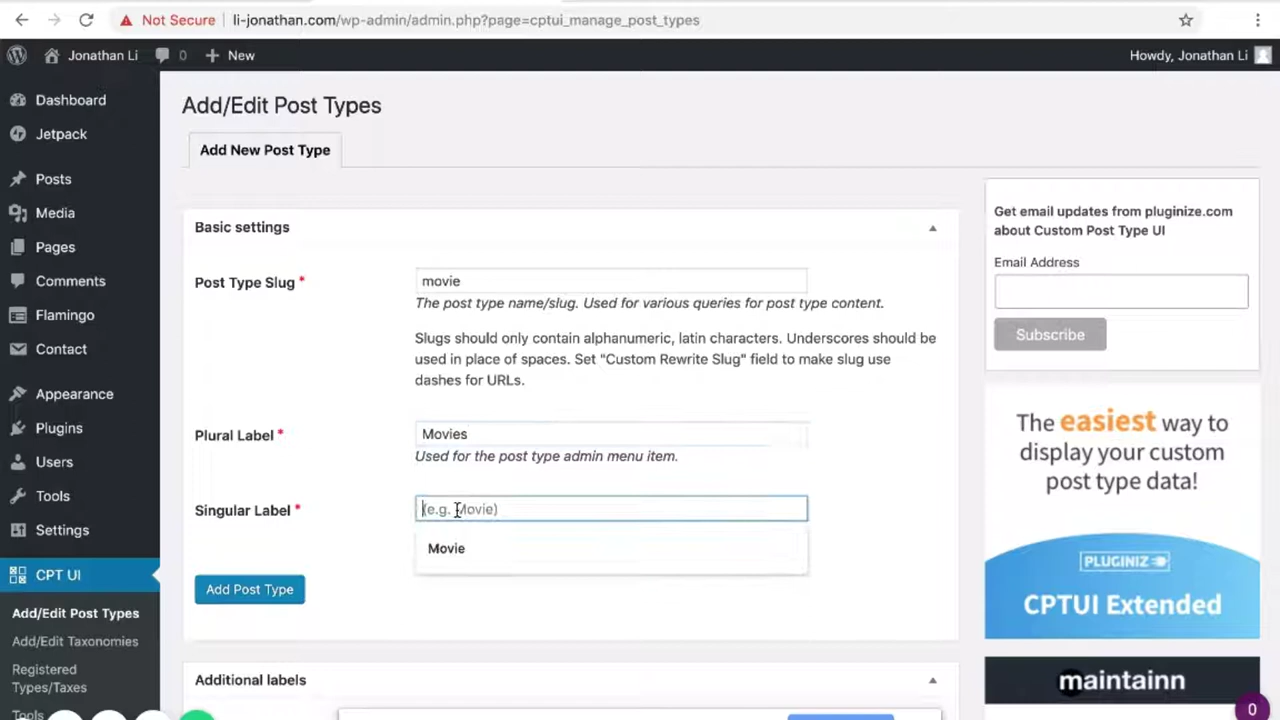 Not Secure
li-jonathan.com/wp-admin/admin.php?page=cptui_manage_post_types
Jonathan Li
0
New
Howdy, Jonathan Li
Dashboard
Jetpack
Posts
Media
Pages
Comments
Flamingo
Contact
Appearance
Plugins
Users
Tools
Settings
CPT UI
Add/Edit Post Types
Add/Edit Taxonomies
Registered
Types/Taxes
Tools
Add/Edit Post Types
Add New Post Type
Basic settings
Post Type Slug *
movie
The post type name/slug. Used for various queries for post type content.
Slugs should only contain alphanumeric, latin characters. Underscores should be
used in place of spaces. Set "Custom Rewrite Slug" field to make slug use
dashes for URLs.
Plural Label *
Movies
Used for the post type admin menu item.
Singular Label *
(e.g. Movie)
Movie
Add Post Type
Additional labels
Get email updates from pluginize.com
about Custom Post Type UI
Email Address
Subscribe
The easiest way to
display your custom
post type data!
PLUGINIZ
CPTUI Extended
maintainn
0